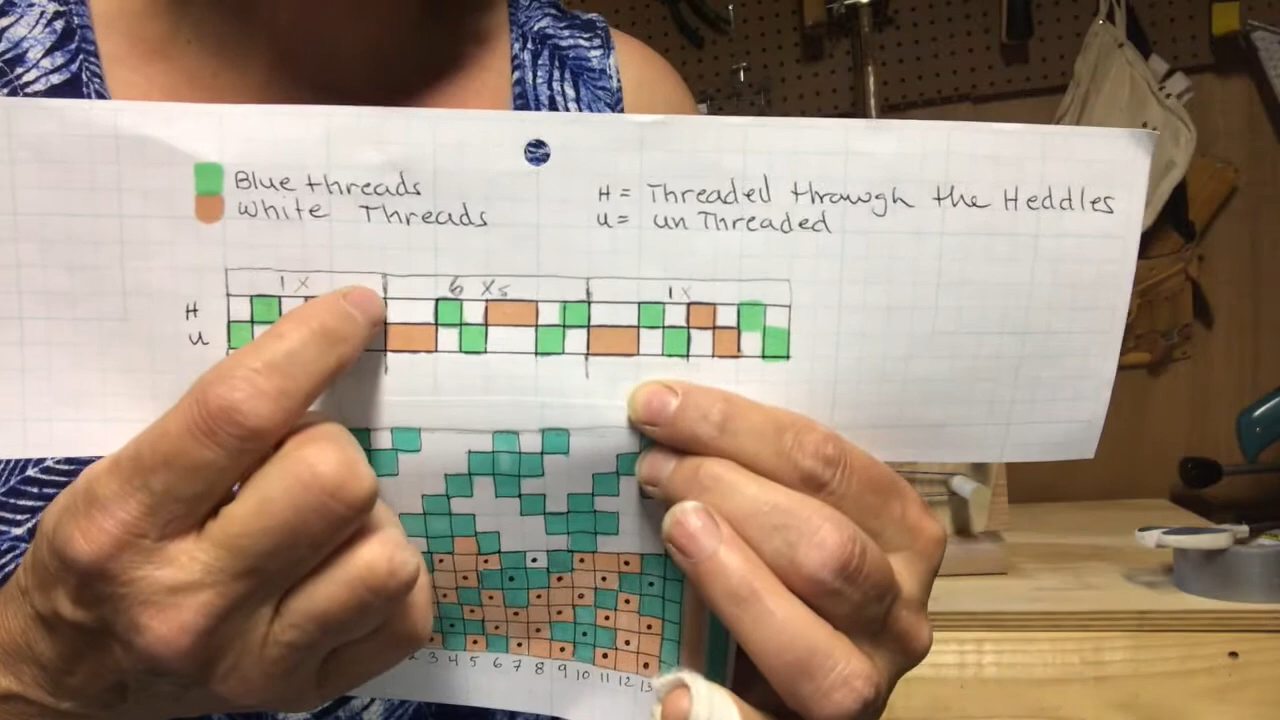 Blue threads
White Threads
H = Threaded through the Heddles
u = un Threaded
1 X 6 Xs 1 X
H
u
3 4 5 6 7 8 9 10 11 12 13